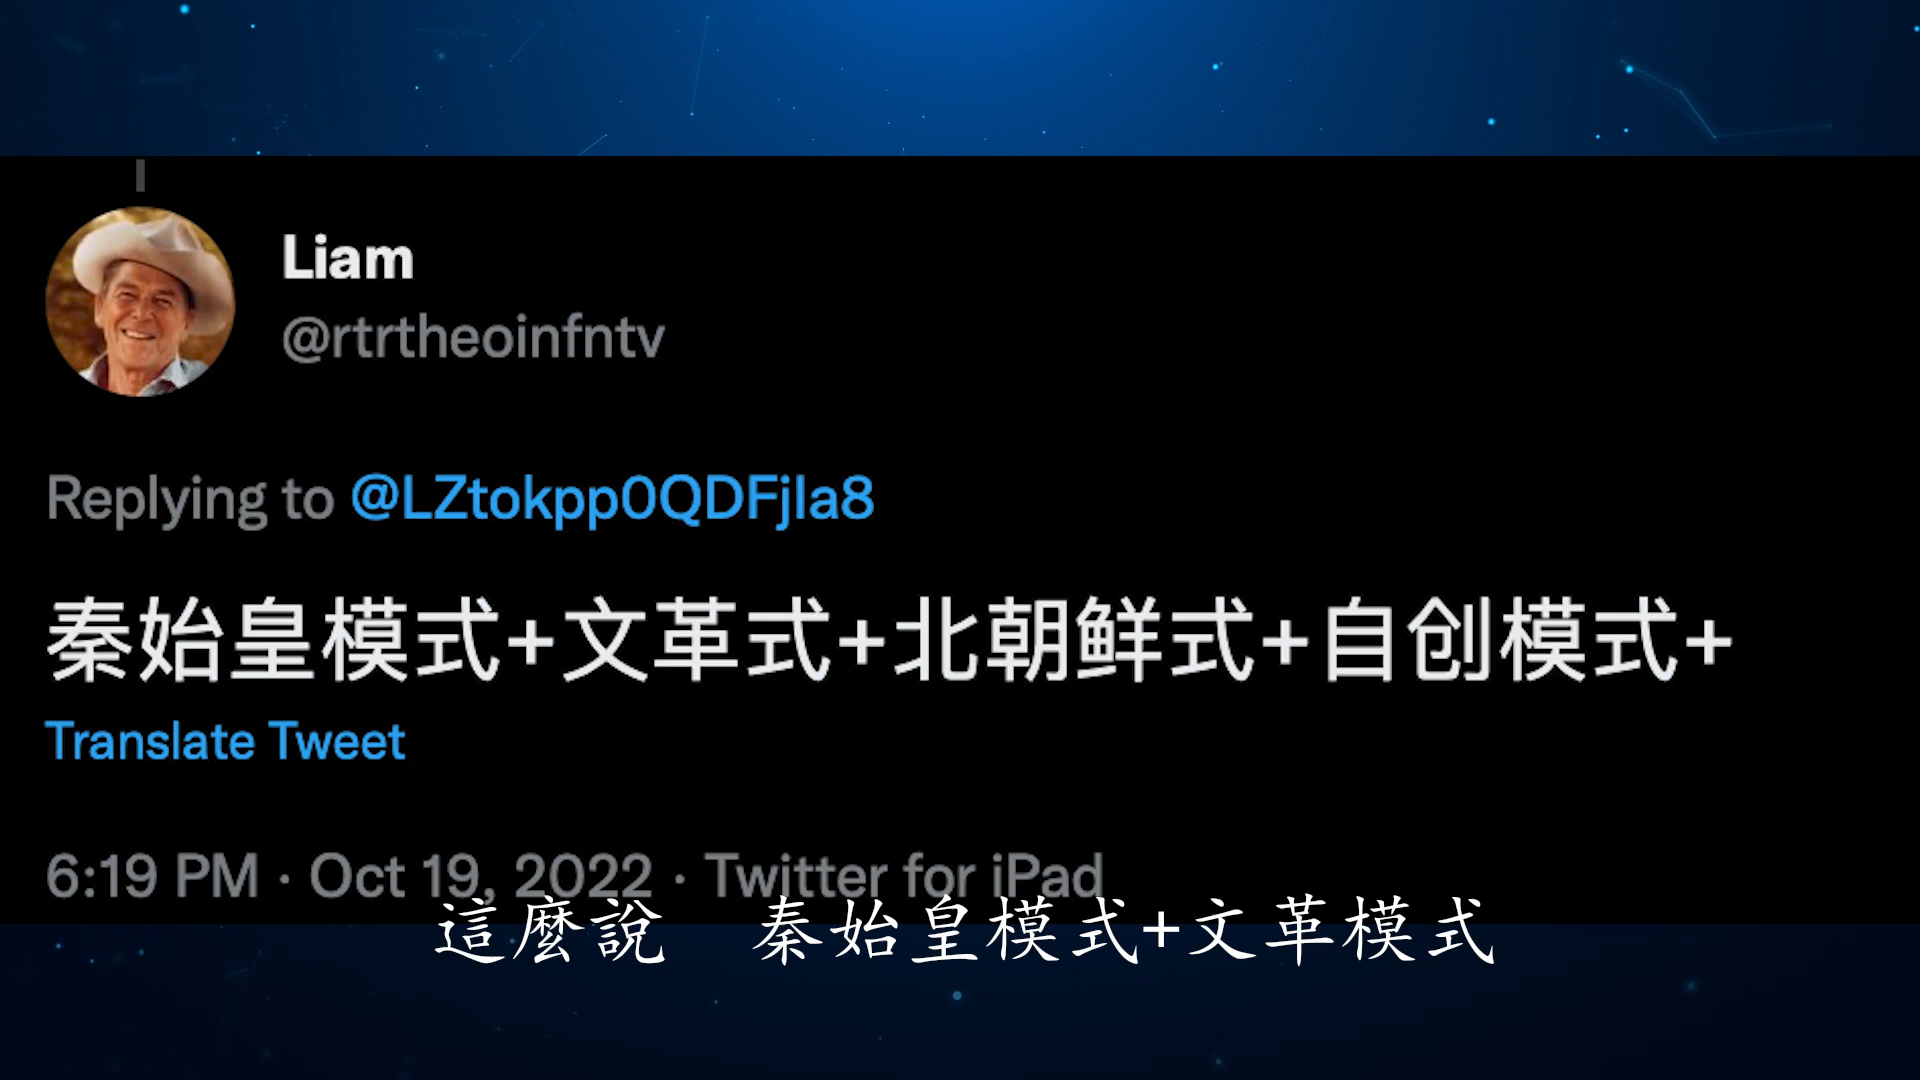 Liam
@rtrtheoinfntv
Replying to @LZtokpp0QDFjla8
秦始皇模式+文革式+北朝鲜式+自创模式+
Translate Tweet
6:19 PM · Oct 19, 2022 · Twitter for iPad
這麼說　秦始皇模式+文革模式